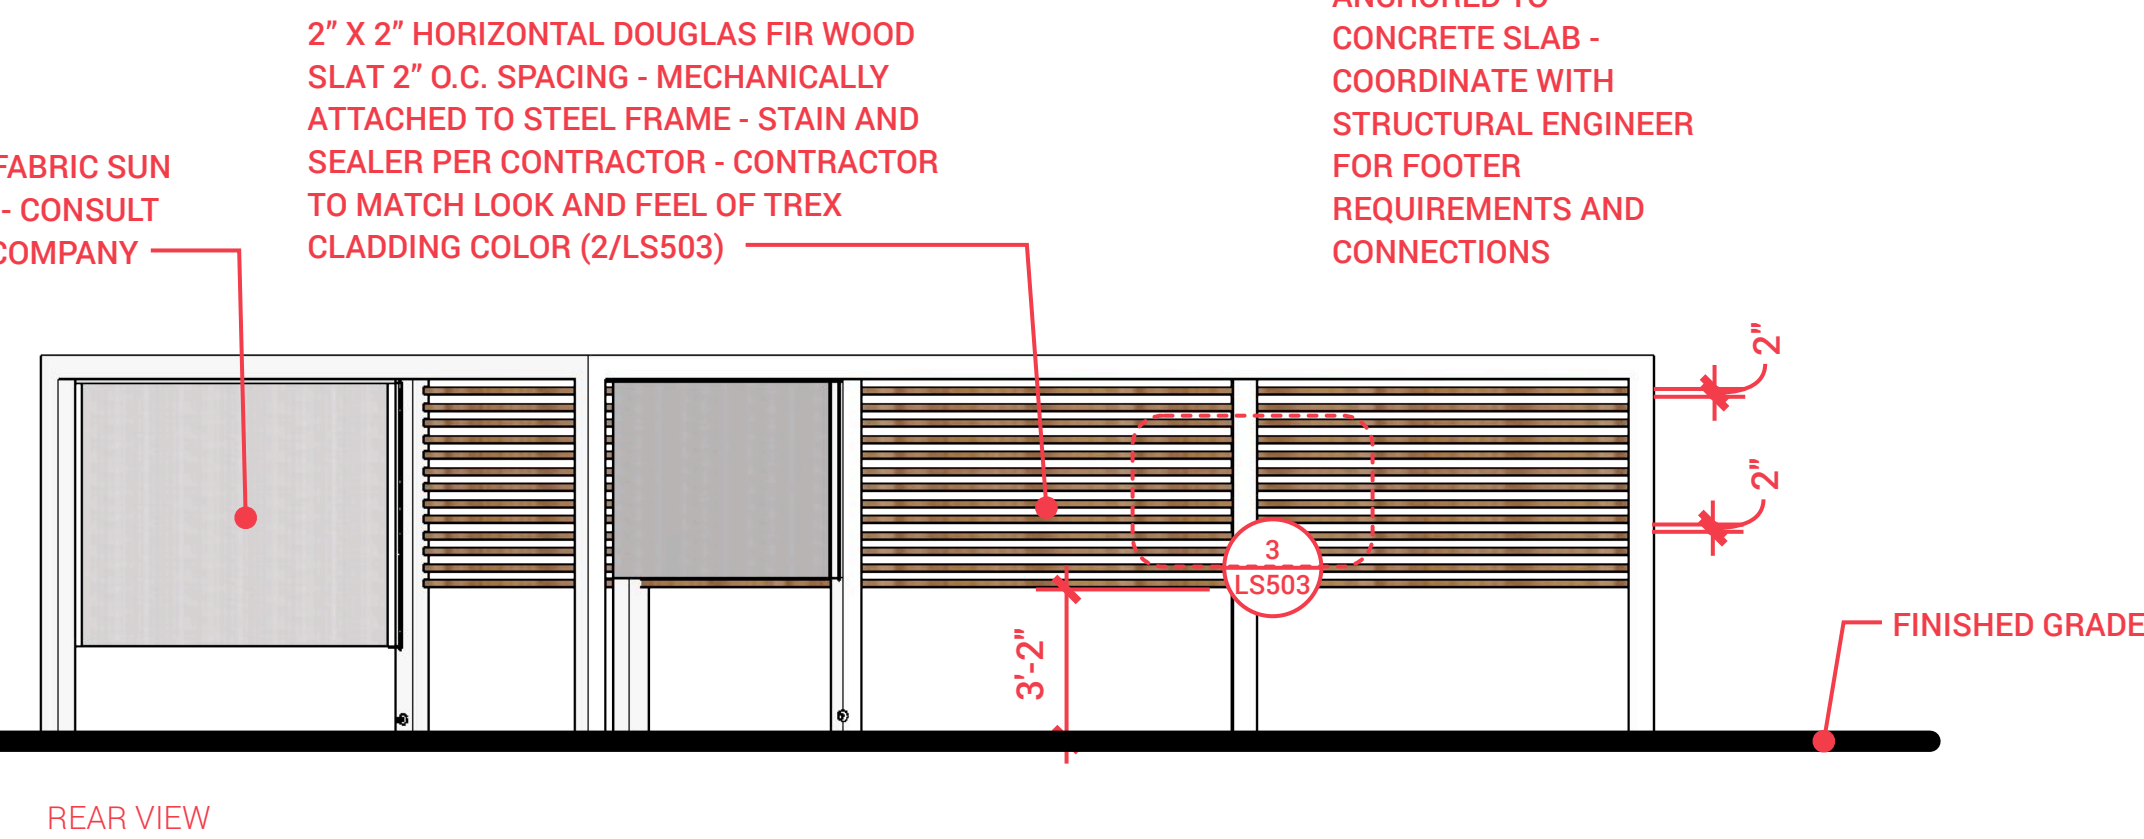 2” X 2” HORIZONTAL DOUGLAS FIR WOOD
SLAT 2” O.C. SPACING - MECHANICALLY
ATTACHED TO STEEL FRAME - STAIN AND
SEALER PER CONTRACTOR - CONTRACTOR
TO MATCH LOOK AND FEEL OF TREX
CLADDING COLOR (2/LS503)
FABRIC SUN
- CONSULT
COMPANY
ANCHORED TO
CONCRETE SLAB -
COORDINATE WITH
STRUCTURAL ENGINEER
FOR FOOTER
REQUIREMENTS AND
CONNECTIONS
2”
2”
3
LS503
3'-2”
FINISHED GRADE
REAR VIEW